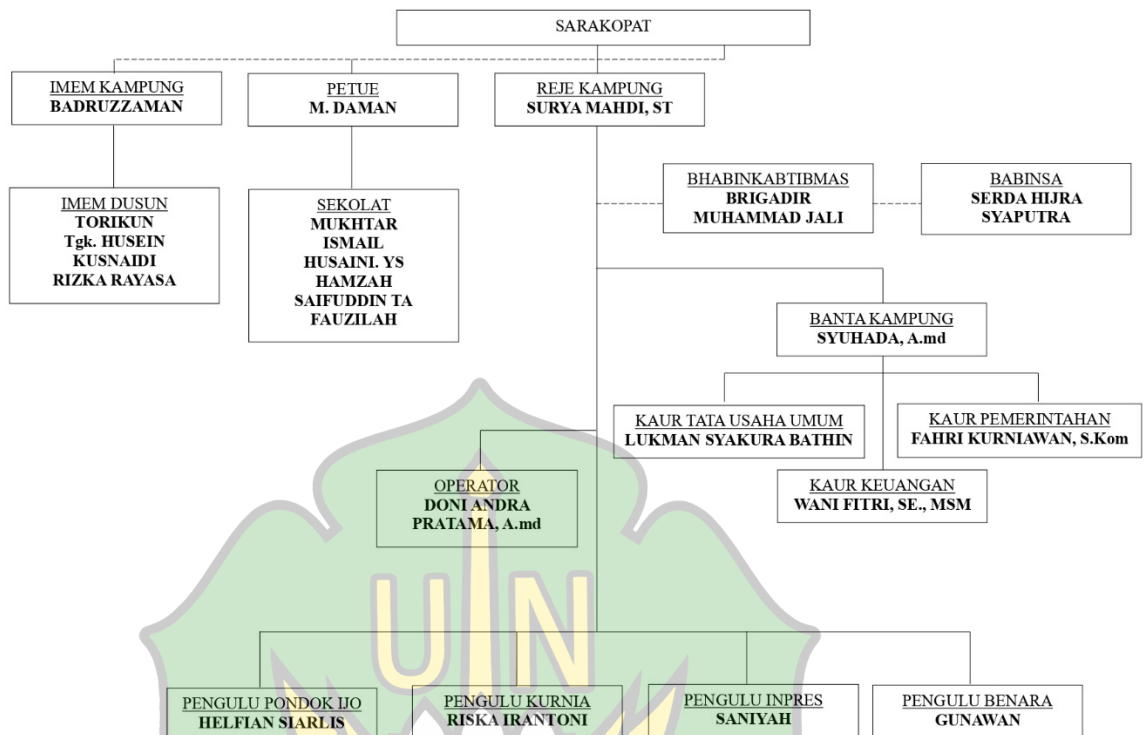 SARAKOPAT
IMEM KAMPUNG
BADRUZZAMAN
PETUE
M. DAMAN
REJE KAMPUNG
SURYA MAHDI, ST
IMEM DUSUN
TORIKUN
Tgk. HUSEIN
KUSNAIDI
RIZKA RAYASA
SEKOLAT
MUKHTAR
ISMAIL
HUSAINI. YS
HAMZAH
SAIFUDDIN TA
FAUZILAH
BHABINKABTIBMAS
BRIGADIR
MUHAMMAD JALI
BABINSA
SERDA HIJRA
SYAPUTRA
BANTA KAMPUNG
SYUHADA, A.md
KAUR TATA USAHA UMUM
LUKMAN SYAKURA BATHIN
KAUR PEMERINTAHAN
FAHRI KURNIAWAN, S.Kom
KAUR KEUANGAN
WANI FITRI, SE., MSM
OPERATOR
DONI ANDRA
PRATAMA, A.md
UIN
PENGULU PONDOK IJO
HELFIAN SIARLIS
PENGULU KURNIA
RISKA IRANTONI
PENGULU INPRES
SANIYAH
PENGULU BENARA
GUNAWAN